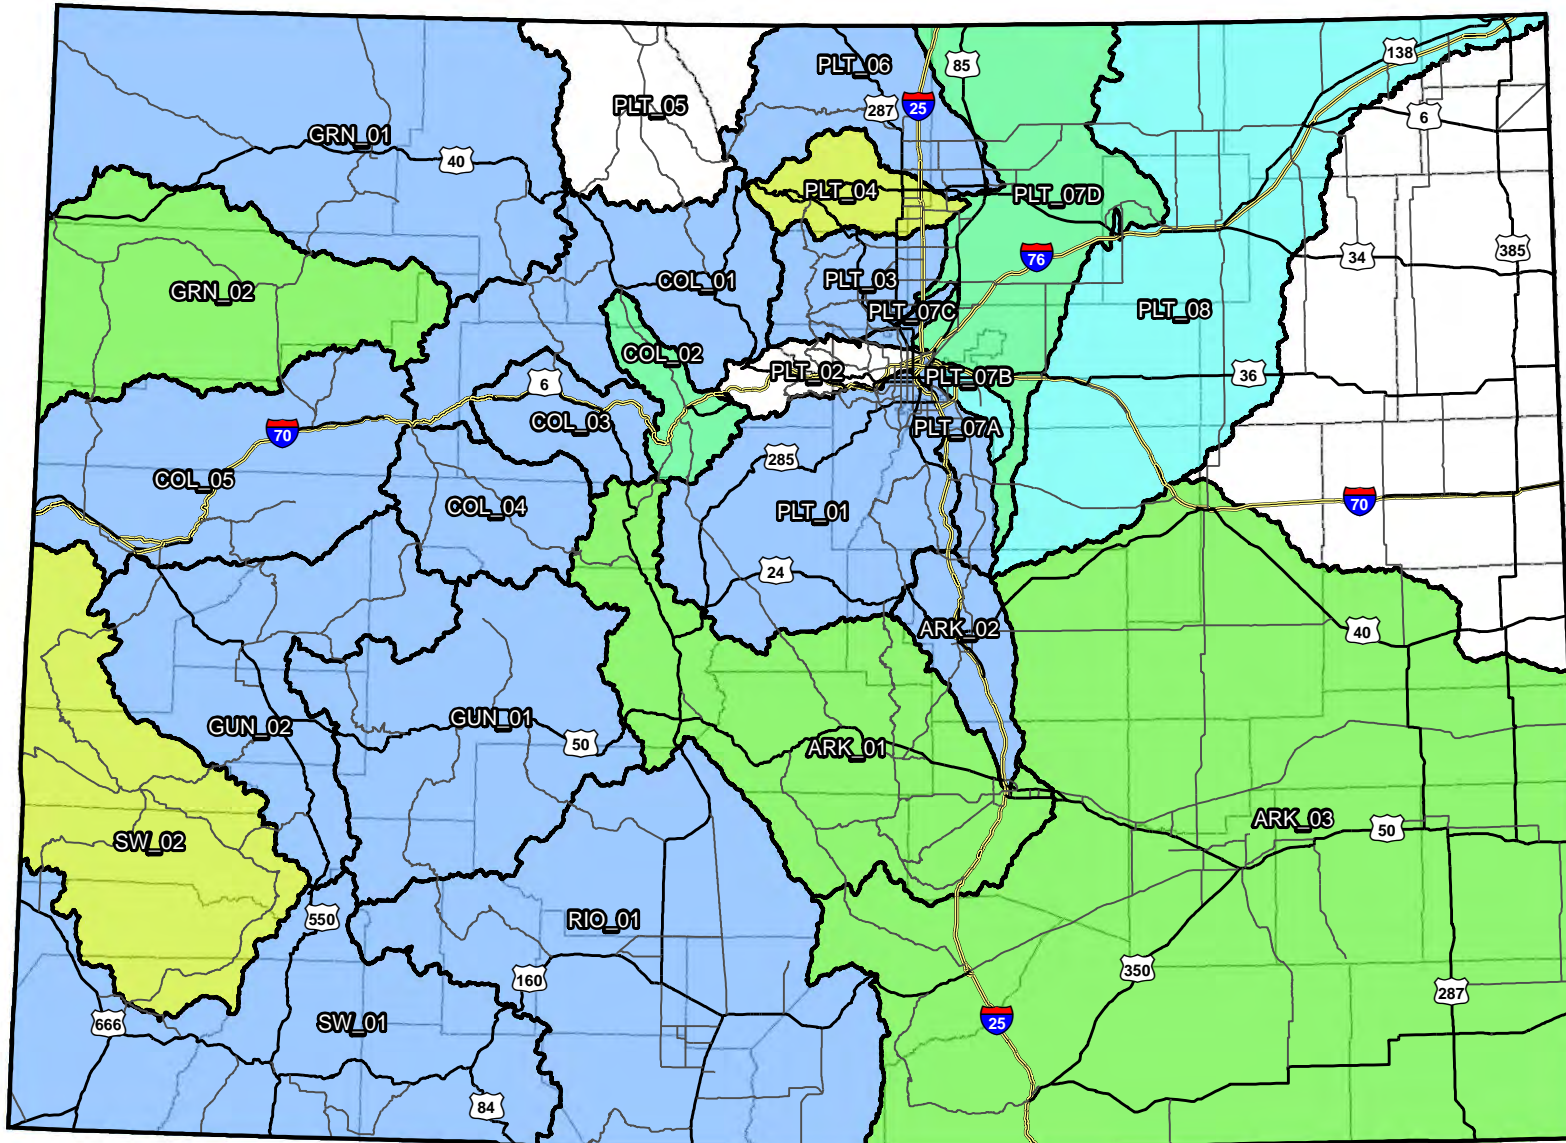 138
PLT_06
85
PLT_05
25
287
6
GRN_01
40
PLT_04
PLT_07D
385
34
76
COL_01
PLT_03
GRN_02
PLT_07C
PLT_08
COL_02
PLT_02
36
PLT_07B
6
COL_03
PLT_07A
70
285
COL_05
COL_04
PLT_01
70
24
ARK_02
40
GUN_01
GUN_02
50
ARK_01
ARK_03
50
SW_02
550
RIO_01
350
160
287
666
SW_01
25
84